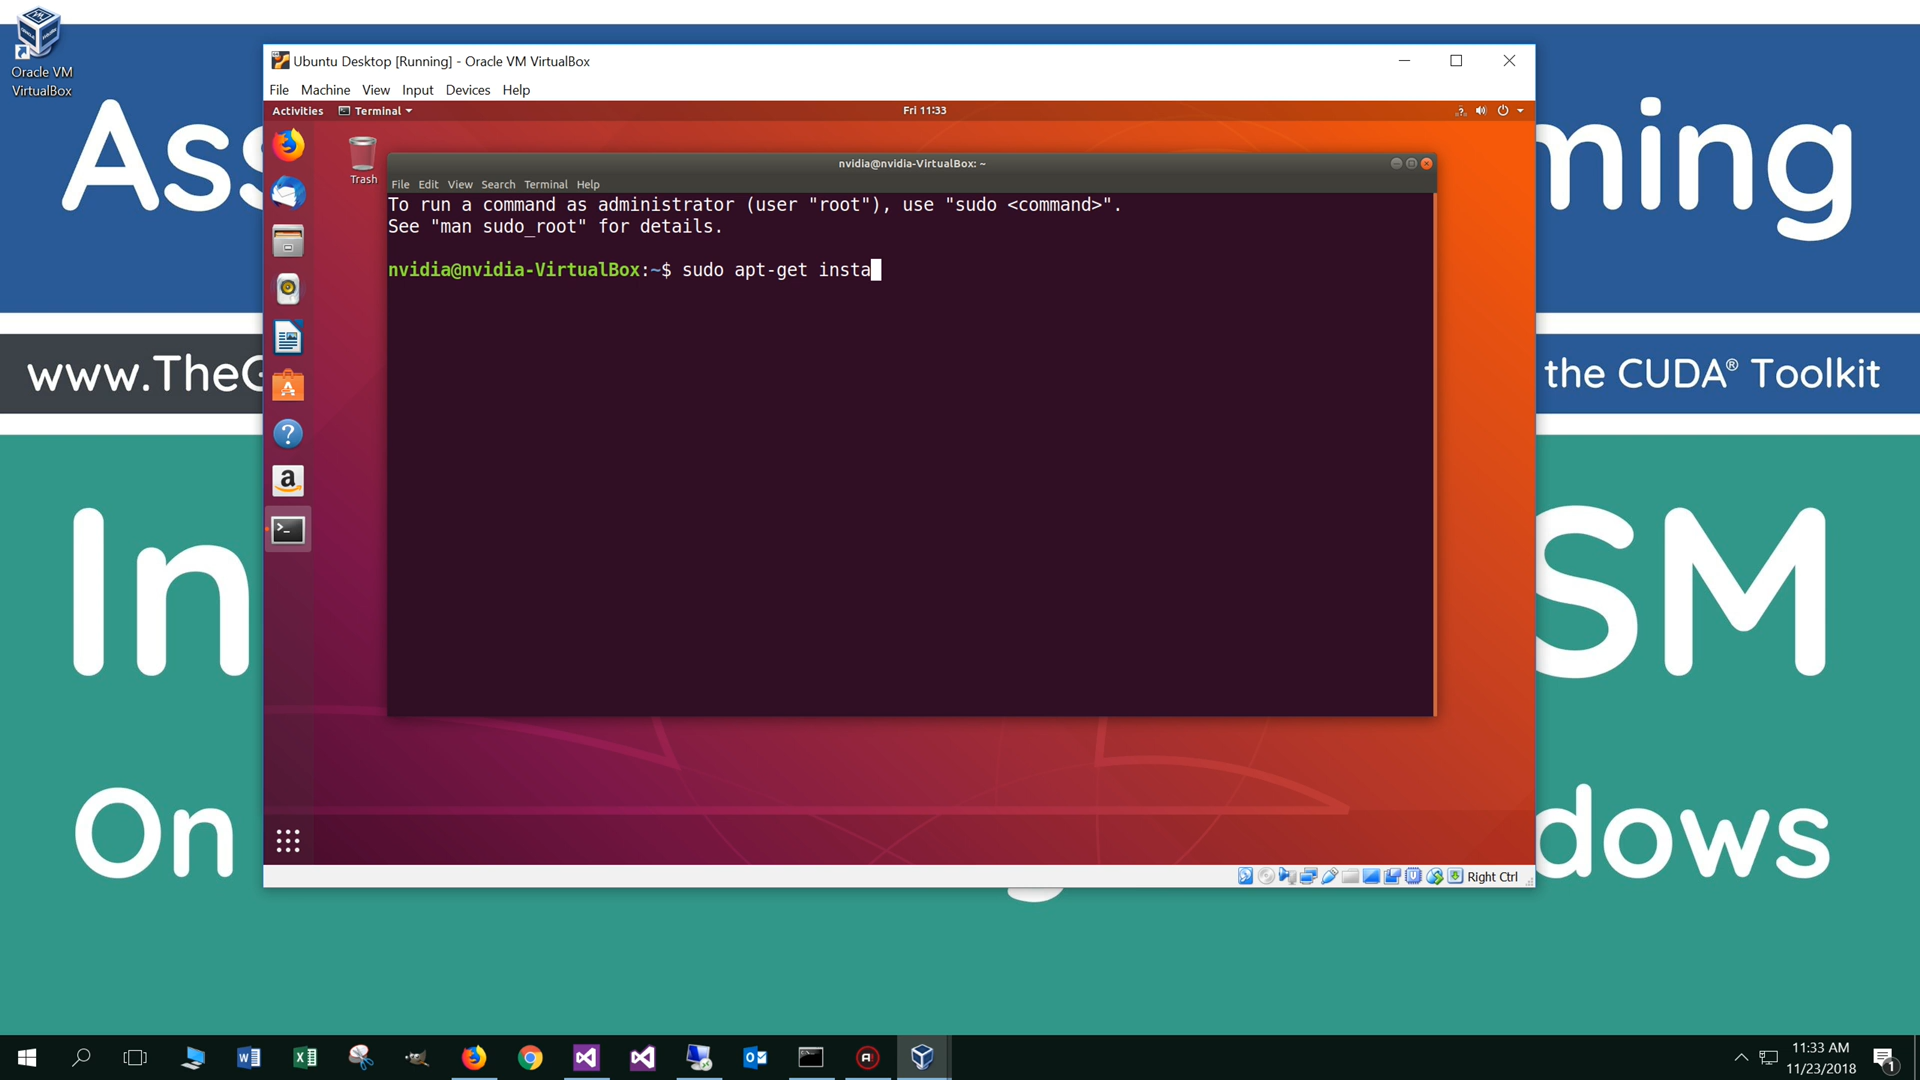 Oracle VM
VirtualBox
Ubuntu Desktop [Running] - Oracle VM VirtualBox
File Machine View Input Devices Help
Activities Terminal Fri 11:33
Trash
nvidia@nvidia-VirtualBox: ~
File Edit View Search Terminal Help
To run a command as administrator (user "root"), use "sudo <command>".
See "man sudo_root" for details.
nvidia@nvidia-VirtualBox:~$ sudo apt-get insta
Right Ctrl
Ass
ming
www.TheG
the CUDA® Toolkit
In
SM
On
dows
11:33 AM
11/23/2018
1